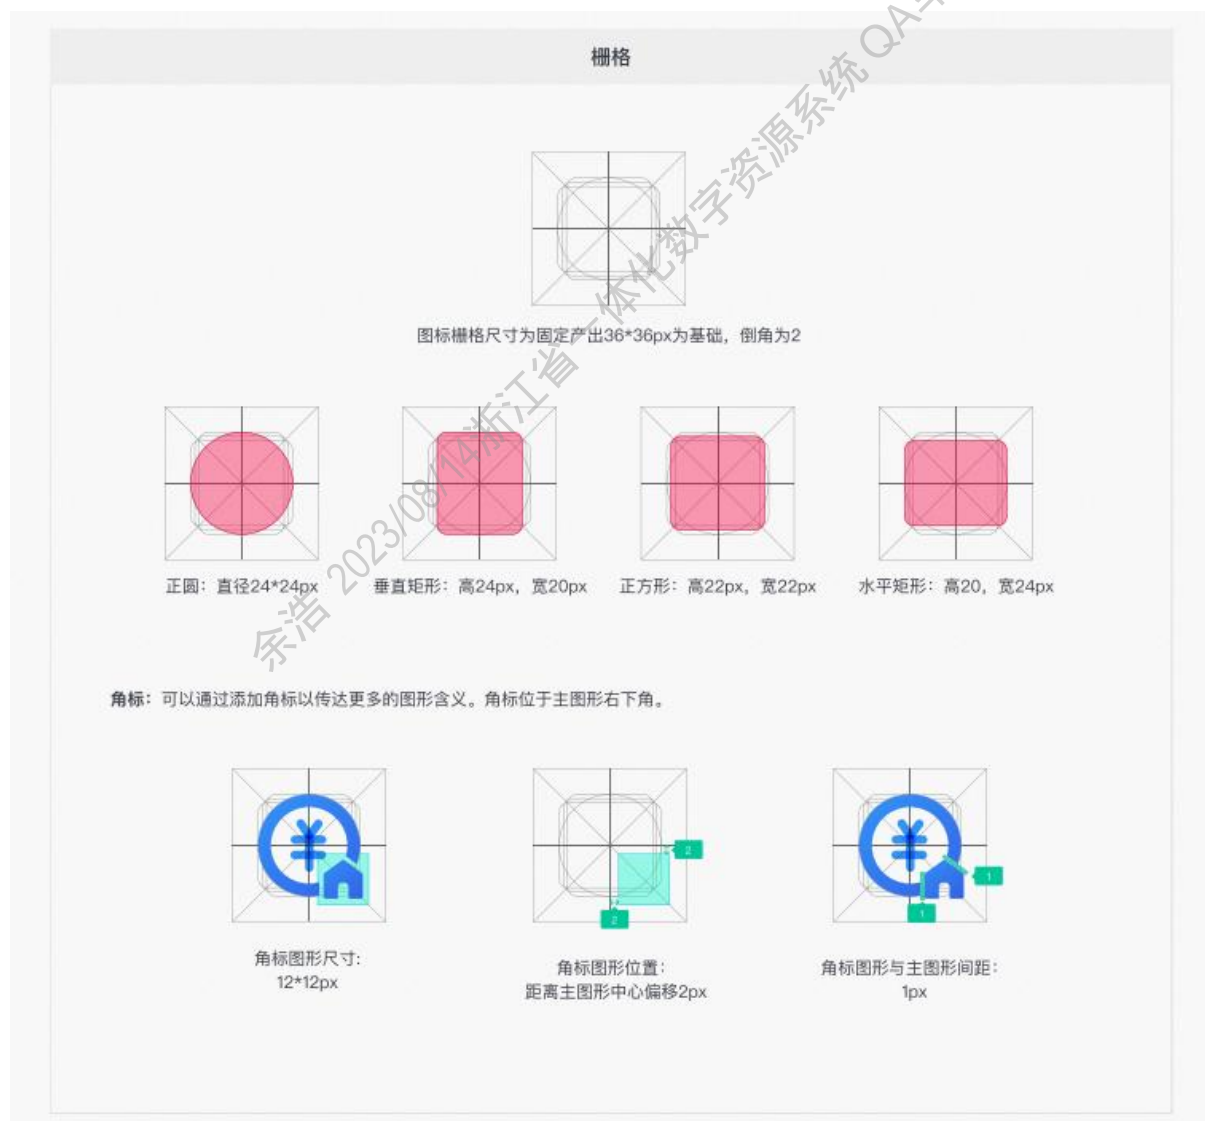 栅格
余浩 2023/08/14浙江省一体化数字资源系统 QA
图标栅格尺寸为固定产出36*36px为基础，倒角为2
正圆：直径24*24px
垂直矩形：高24px，宽20px
正方形：高22px，宽22px
水平矩形：高20，宽24px
角标：可以通过添加角标以传达更多的图形含义。角标位于主图形右下角。
2
2
1
1
角标图形尺寸:
12*12px
角标图形位置：
距离主图形中心偏移2px
角标图形与主图形间距：
1px